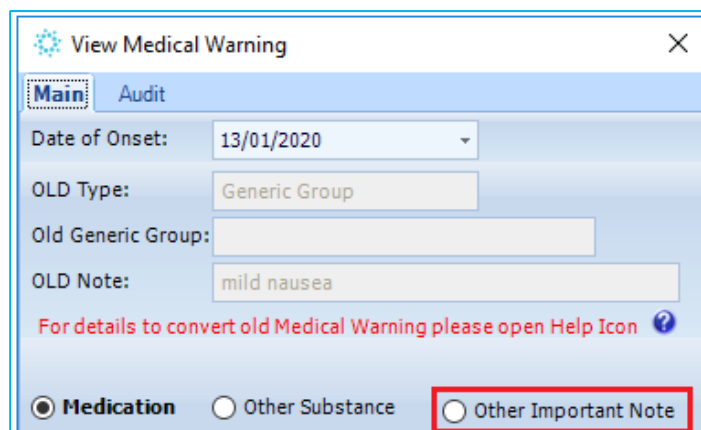 View Medical Warning
Main Audit
Date of Onset: 13/01/2020
OLD Type: Generic Group
Old Generic Group:
OLD Note: mild nausea
For details to convert old Medical Warning please open Help Icon ?
Medication Other Substance Other Important Note